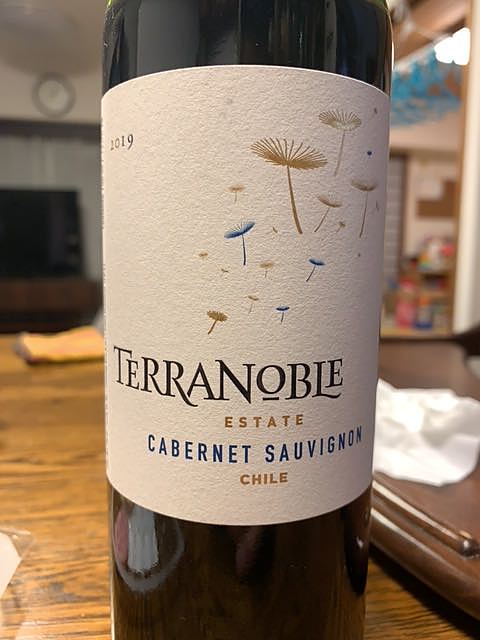 2019
TERRANOBLE
ESTATE
CABERNET SAUVIGNON
CHILE